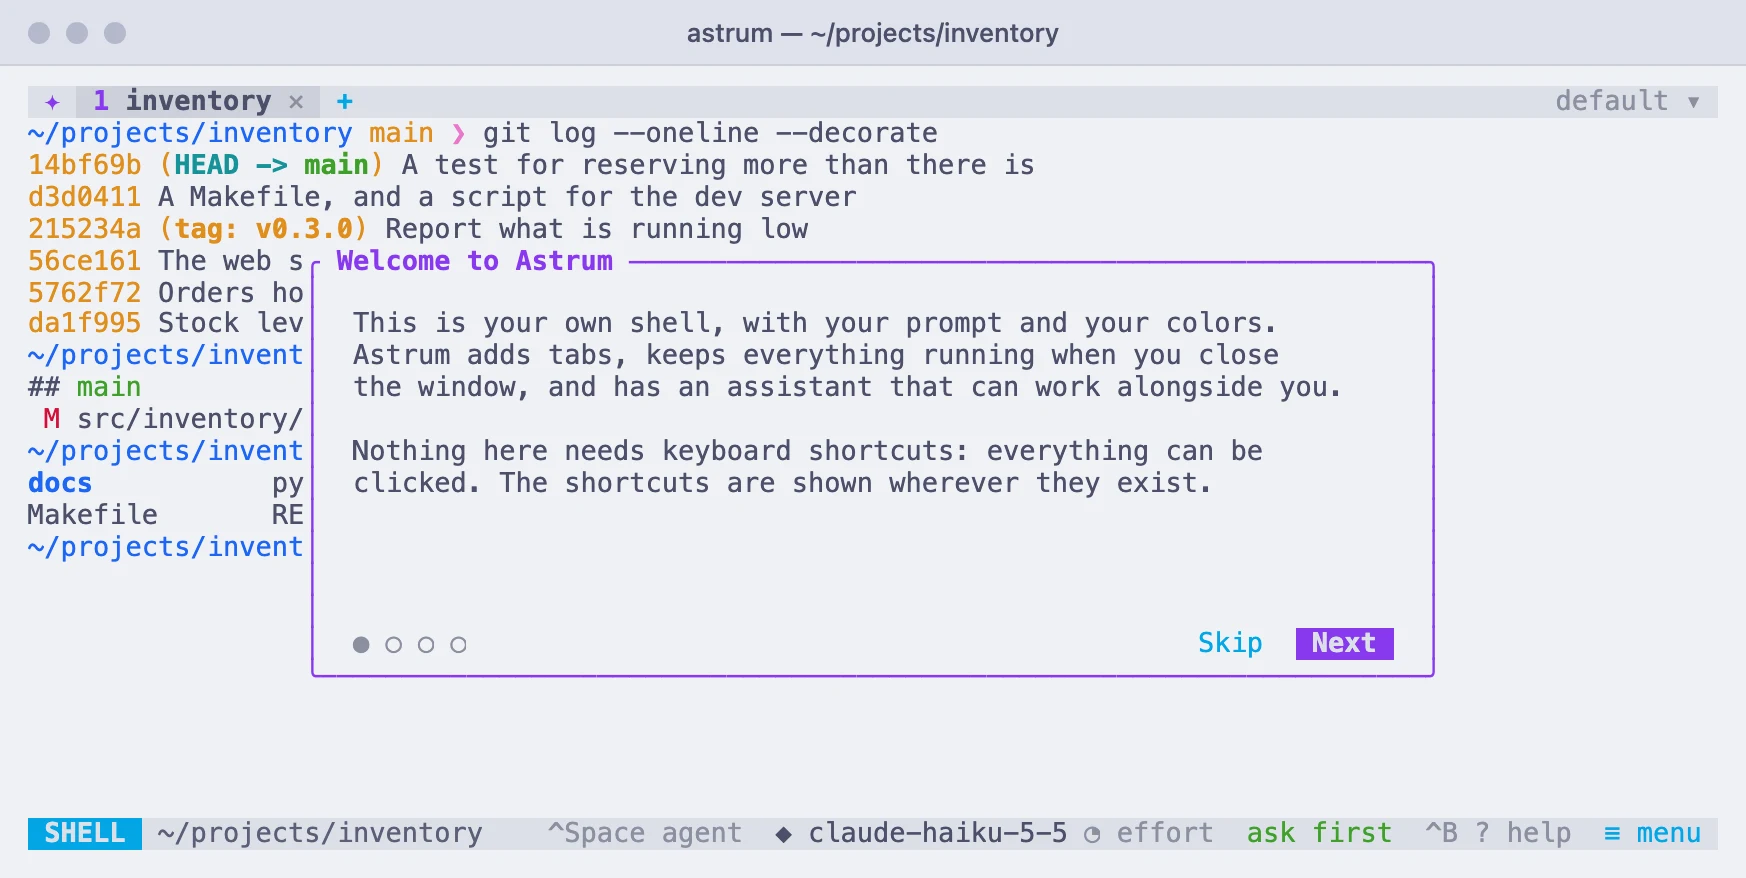 astrum — ~/projects/inventory
✦ 1 inventory × + default ▾
~/projects/inventory main ❯ git log --oneline --decorate
14bf69b (HEAD -> main) A test for reserving more than there is
d3d0411 A Makefile, and a script for the dev server
215234a (tag: v0.3.0) Report what is running low
56ce161 The web s
Welcome to Astrum
5762f72 Orders ho
da1f995 Stock lev
This is your own shell, with your prompt and your colors.
~/projects/invent
Astrum adds tabs, keeps everything running when you close
## main
the window, and has an assistant that can work alongside you.
M src/inventory/
~/projects/invent
Nothing here needs keyboard shortcuts: everything can be
docs py
clicked. The shortcuts are shown wherever they exist.
Makefile RE
~/projects/invent
Skip Next
SHELL ~/projects/inventory ^Space agent ◆ claude-haiku-5-5 ◔ effort ask first ^B ? help ≡ menu